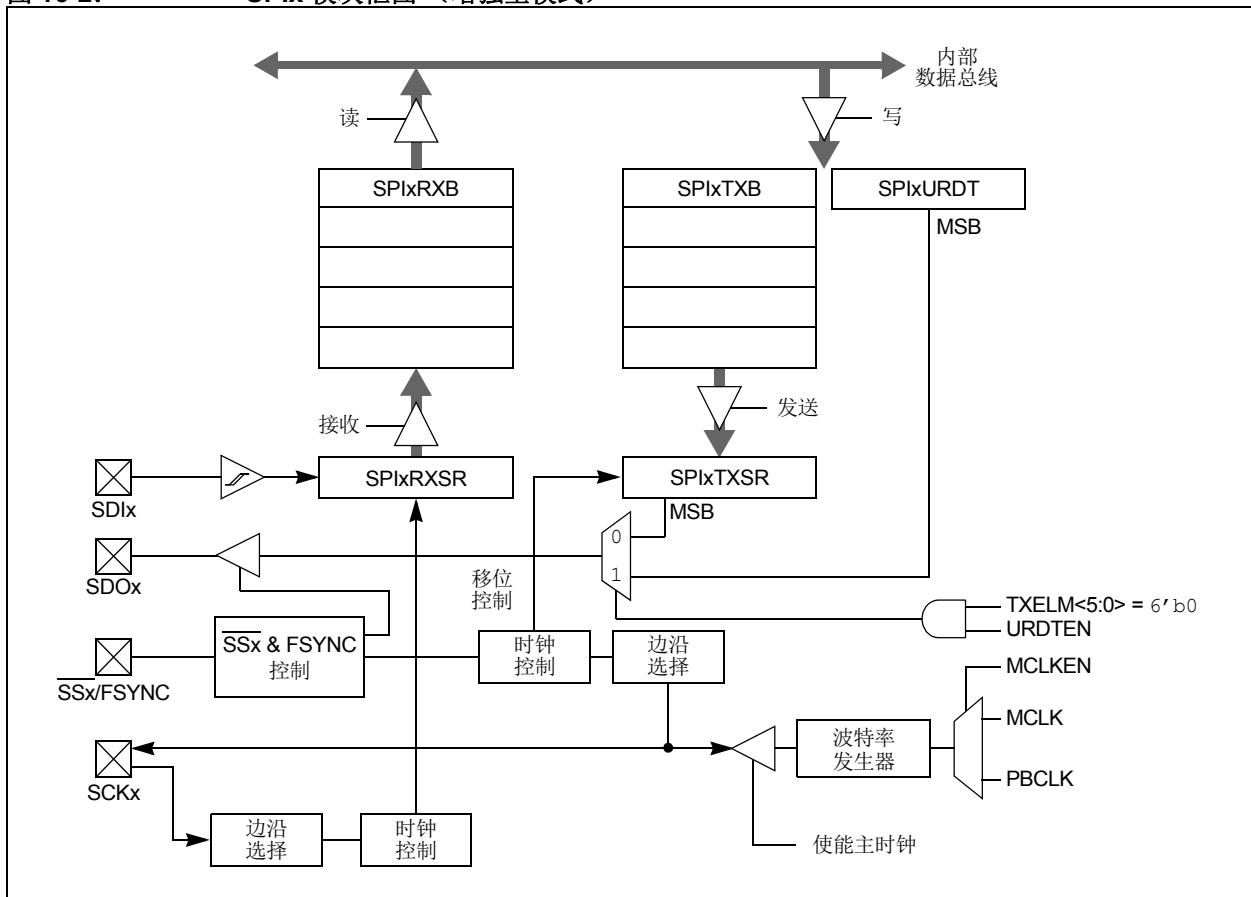 内部
数据总线
读
写
SPIxRXB
SPIxTXB
SPIxURDT
MSB
接收
发送
SPIxRXSR
SPIxTXSR
SDIx
MSB
0
1
SDOx
移位
控制
TXELM<5:0> = 6'b0
URDTEN
SSx & FSYNC
控制
时钟
控制
边沿
选择
SSx/FSYNC
MCLKEN
MCLK
波特率
发生器
PBCLK
SCKx
边沿
选择
时钟
控制
使能主时钟